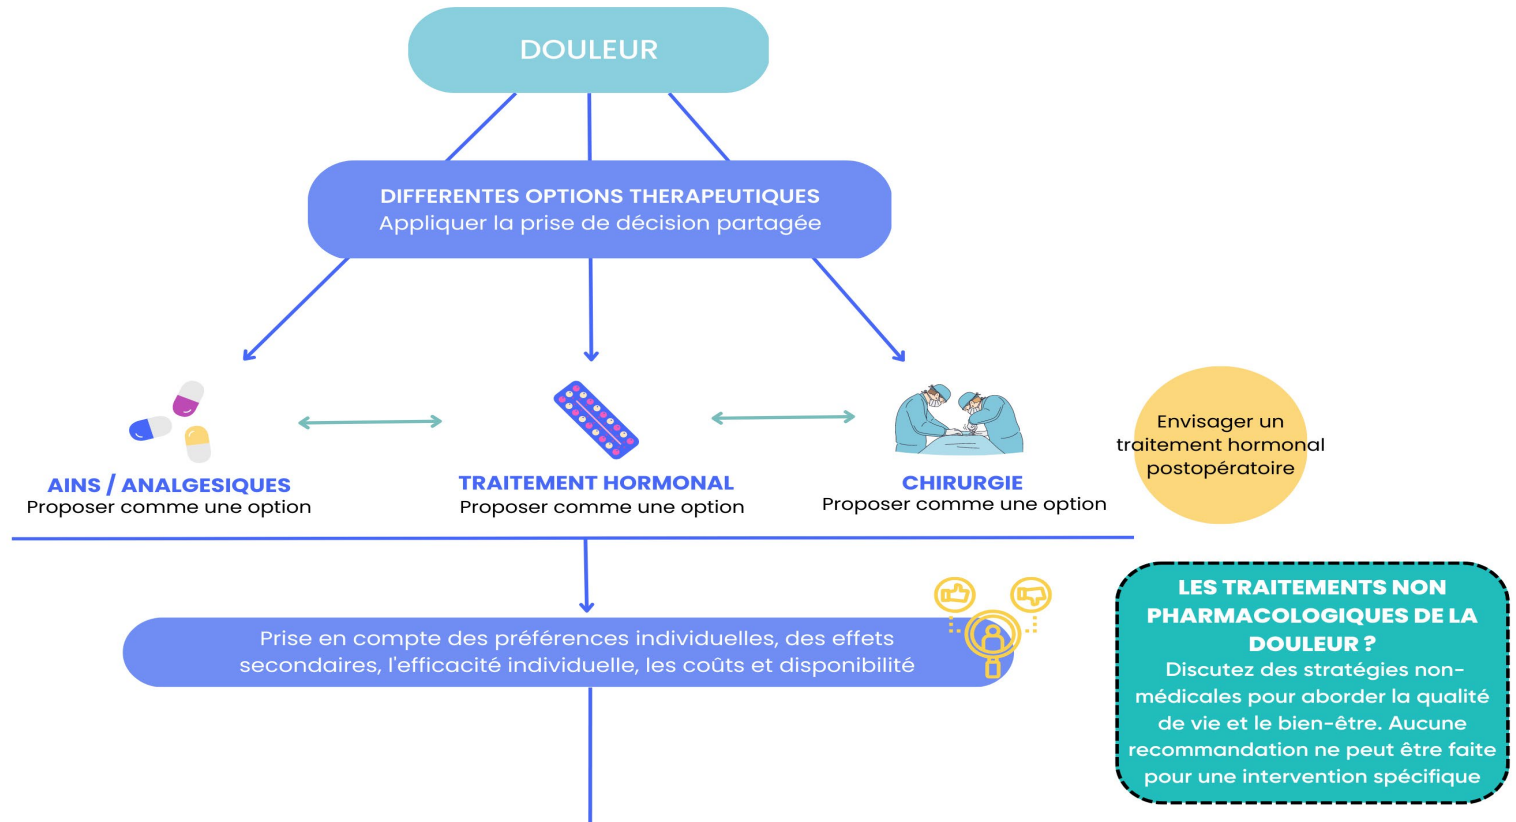 DOULEUR
DIFFERENTES OPTIONS THERAPEUTIQUES
Appliquer la prise de décision partagée
AINS / ANALGESIQUES
Proposer comme une option
TRAITEMENT HORMONAL
Proposer comme une option
CHIRURGIE
Proposer comme une option
Envisager un
traitement hormonal
postopératoire
Prise en compte des préférences individuelles, des effets
secondaires, l'efficacité individuelle, les coûts et disponibilité
LES TRAITEMENTS NON
PHARMACOLOGIQUES DE LA
DOULEUR ?
Discutez des stratégies non-
médicales pour aborder la qualité
de vie et le bien-être. Aucune
recommandation ne peut être faite
pour une intervention spécifique